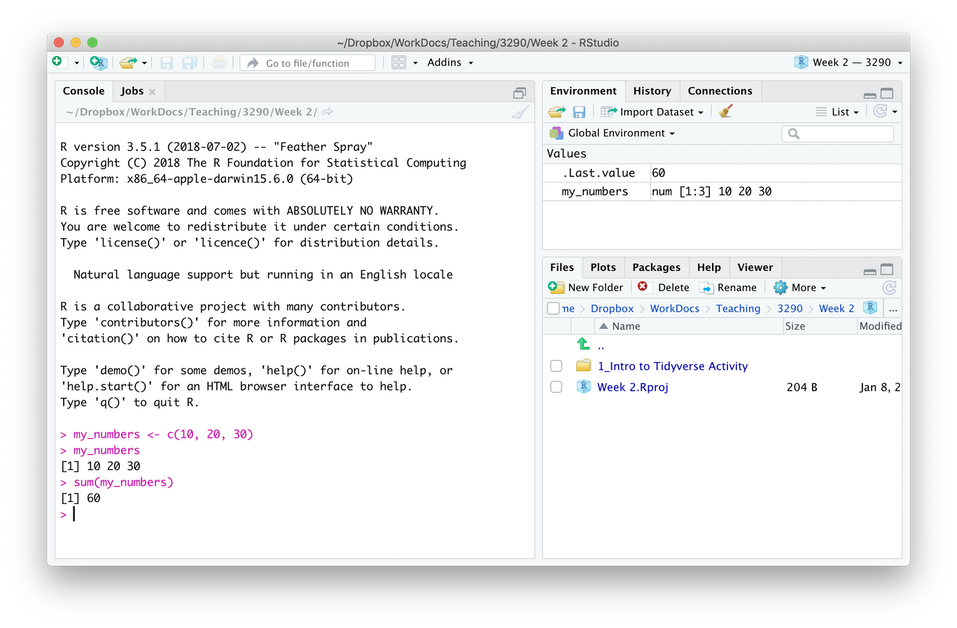 ~/Dropbox/WorkDocs/Teaching/3290/Week 2 - RStudio
Go to file/function
Addins
Week 2 — 3290
Console Jobs
~/Dropbox/WorkDocs/Teaching/3290/Week 2/
R version 3.5.1 (2018-07-02) -- "Feather Spray"
Copyright (C) 2018 The R Foundation for Statistical Computing
Platform: x86_64-apple-darwin15.6.0 (64-bit)
R is free software and comes with ABSOLUTELY NO WARRANTY.
You are welcome to redistribute it under certain conditions.
Type 'license()' or 'licence()' for distribution details.
Natural language support but running in an English locale
R is a collaborative project with many contributors.
Type 'contributors()' for more information and
'citation()' on how to cite R or R packages in publications.
Type 'demo()' for some demos, 'help()' for on-line help, or
'help.start()' for an HTML browser interface to help.
Type 'q()' to quit R.
> my_numbers <- c(10, 20, 30)
> my_numbers
[1] 10 20 30
> sum(my_numbers)
[1] 60
>
Environment History Connections
Import Dataset List
Global Environment
Values
.Last.value 60
my_numbers num [1:3] 10 20 30
Files Plots Packages Help Viewer
New Folder Delete Rename More
me Dropbox WorkDocs Teaching 3290 Week 2 ...
Name Size Modified
..
1_Intro to Tidyverse Activity
Week 2.Rproj 204 B Jan 8, 2